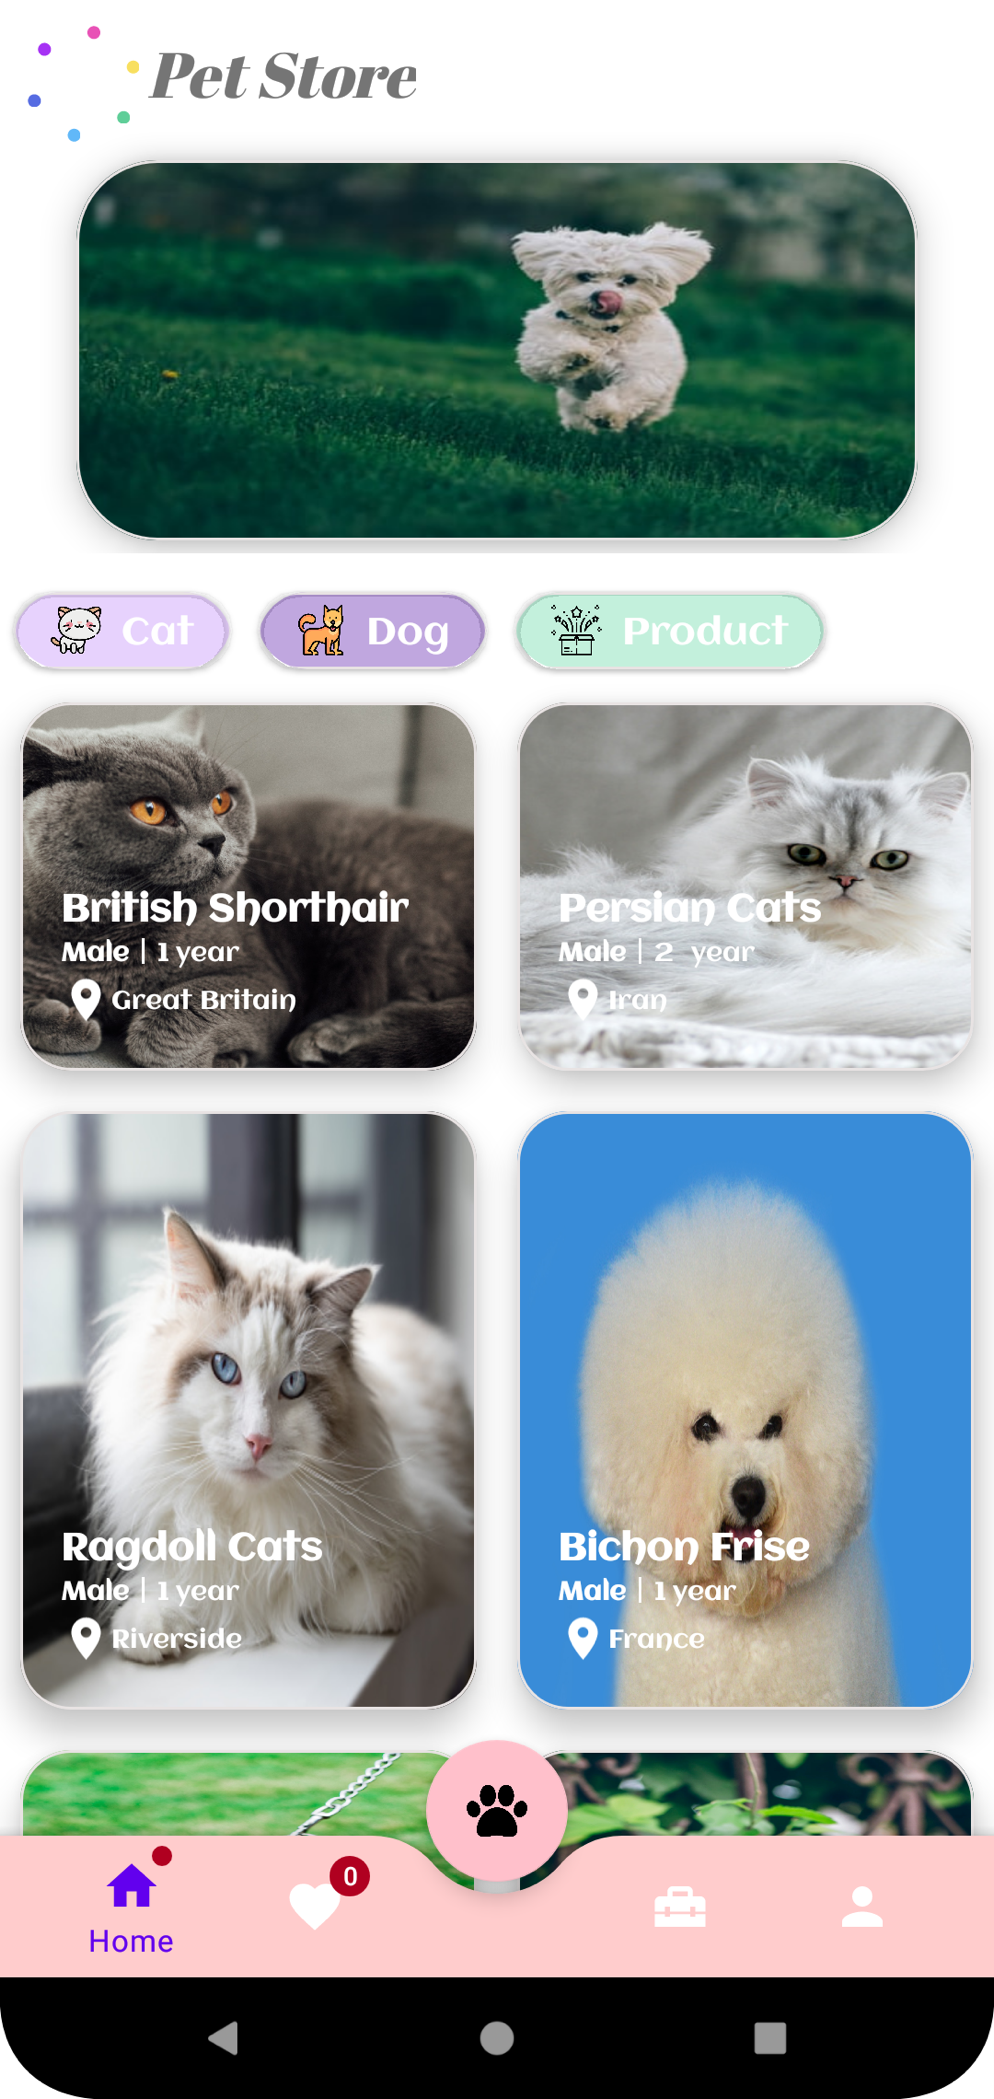 Pet Store
Cat
Dog
Product
British Shorthair
Male | 1 year
Great Britain
Persian Cats
Male | 2 year
Iran
Ragdoll Cats
Male | 1 year
Riverside
Bichon Frise
Male | 1 year
France
0
Home